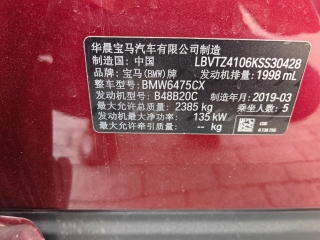 华晨宝马汽车有限公司制造
制造国：中国 LBVTZ4106KSS30428
品牌：宝马(BMW)牌 发动机排量：1998 mL
整车型号：BMW6475CX
发动机型号：B48B20C 制造年月：2019-03
最大允许总质量：2385 kg 乘坐人数：5
发动机最大净功率：135 kW
最大允许牵引质量：-- kg